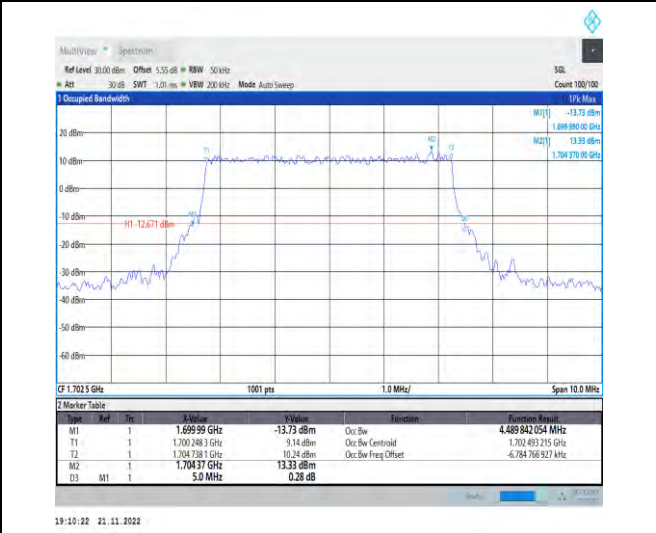 MultiView Spectrum
Ref Level 30.00 dBm Offset 5.55 dB RBW 50 kHz SGL
Att 30 dB SWT 1.01 ms VBW 200 kHz Mode Auto Sweep Count 100/100
1 Occupied Bandwidth 1Pk Max
M1[1] -13.73 dBm
1.699 990 00 GHz
M2[1] 13.33 dBm
1.704 370 00 GHz
20 dBm
M2
T1 T2
10 dBm
0 dBm
-10 dBm
M1
H1 -12.671 dBm
-20 dBm
-30 dBm
-40 dBm
-50 dBm
-60 dBm
CF 1.702 5 GHz 1001 pts 1.0 MHz/ Span 10.0 MHz
2 Marker Table
Type Ref Trc X-Value Y-Value Function Function Result
M1 1 1.699 99 GHz -13.73 dBm Occ Bw 4.489 842 054 MHz
T1 1 1.700 248 3 GHz 9.14 dBm Occ Bw Centroid 1.702 493 215 GHz
T2 1 1.704 738 1 GHz 10.24 dBm Occ Bw Freq Offset -6.784 766 927 kHz
M2 1 1.704 37 GHz 13.33 dBm
D3 M1 1 5.0 MHz 0.28 dB
19:10:22 21.11.2022